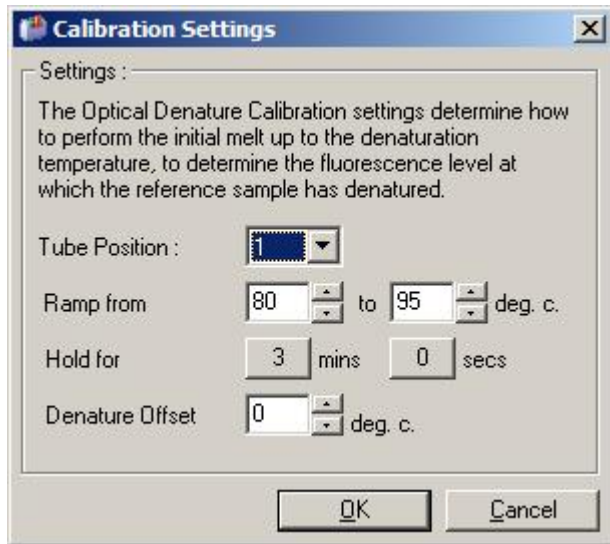 Calibration Settings
Settings :
The Optical Denature Calibration settings determine how
to perform the initial melt up to the denaturation
temperature, to determine the fluorescence level at
which the reference sample has denatured.
Tube Position : 1
Ramp from 80 to 95 deg. c.
Hold for 3 mins 0 secs
Denature Offset 0 deg. c.
OK Cancel